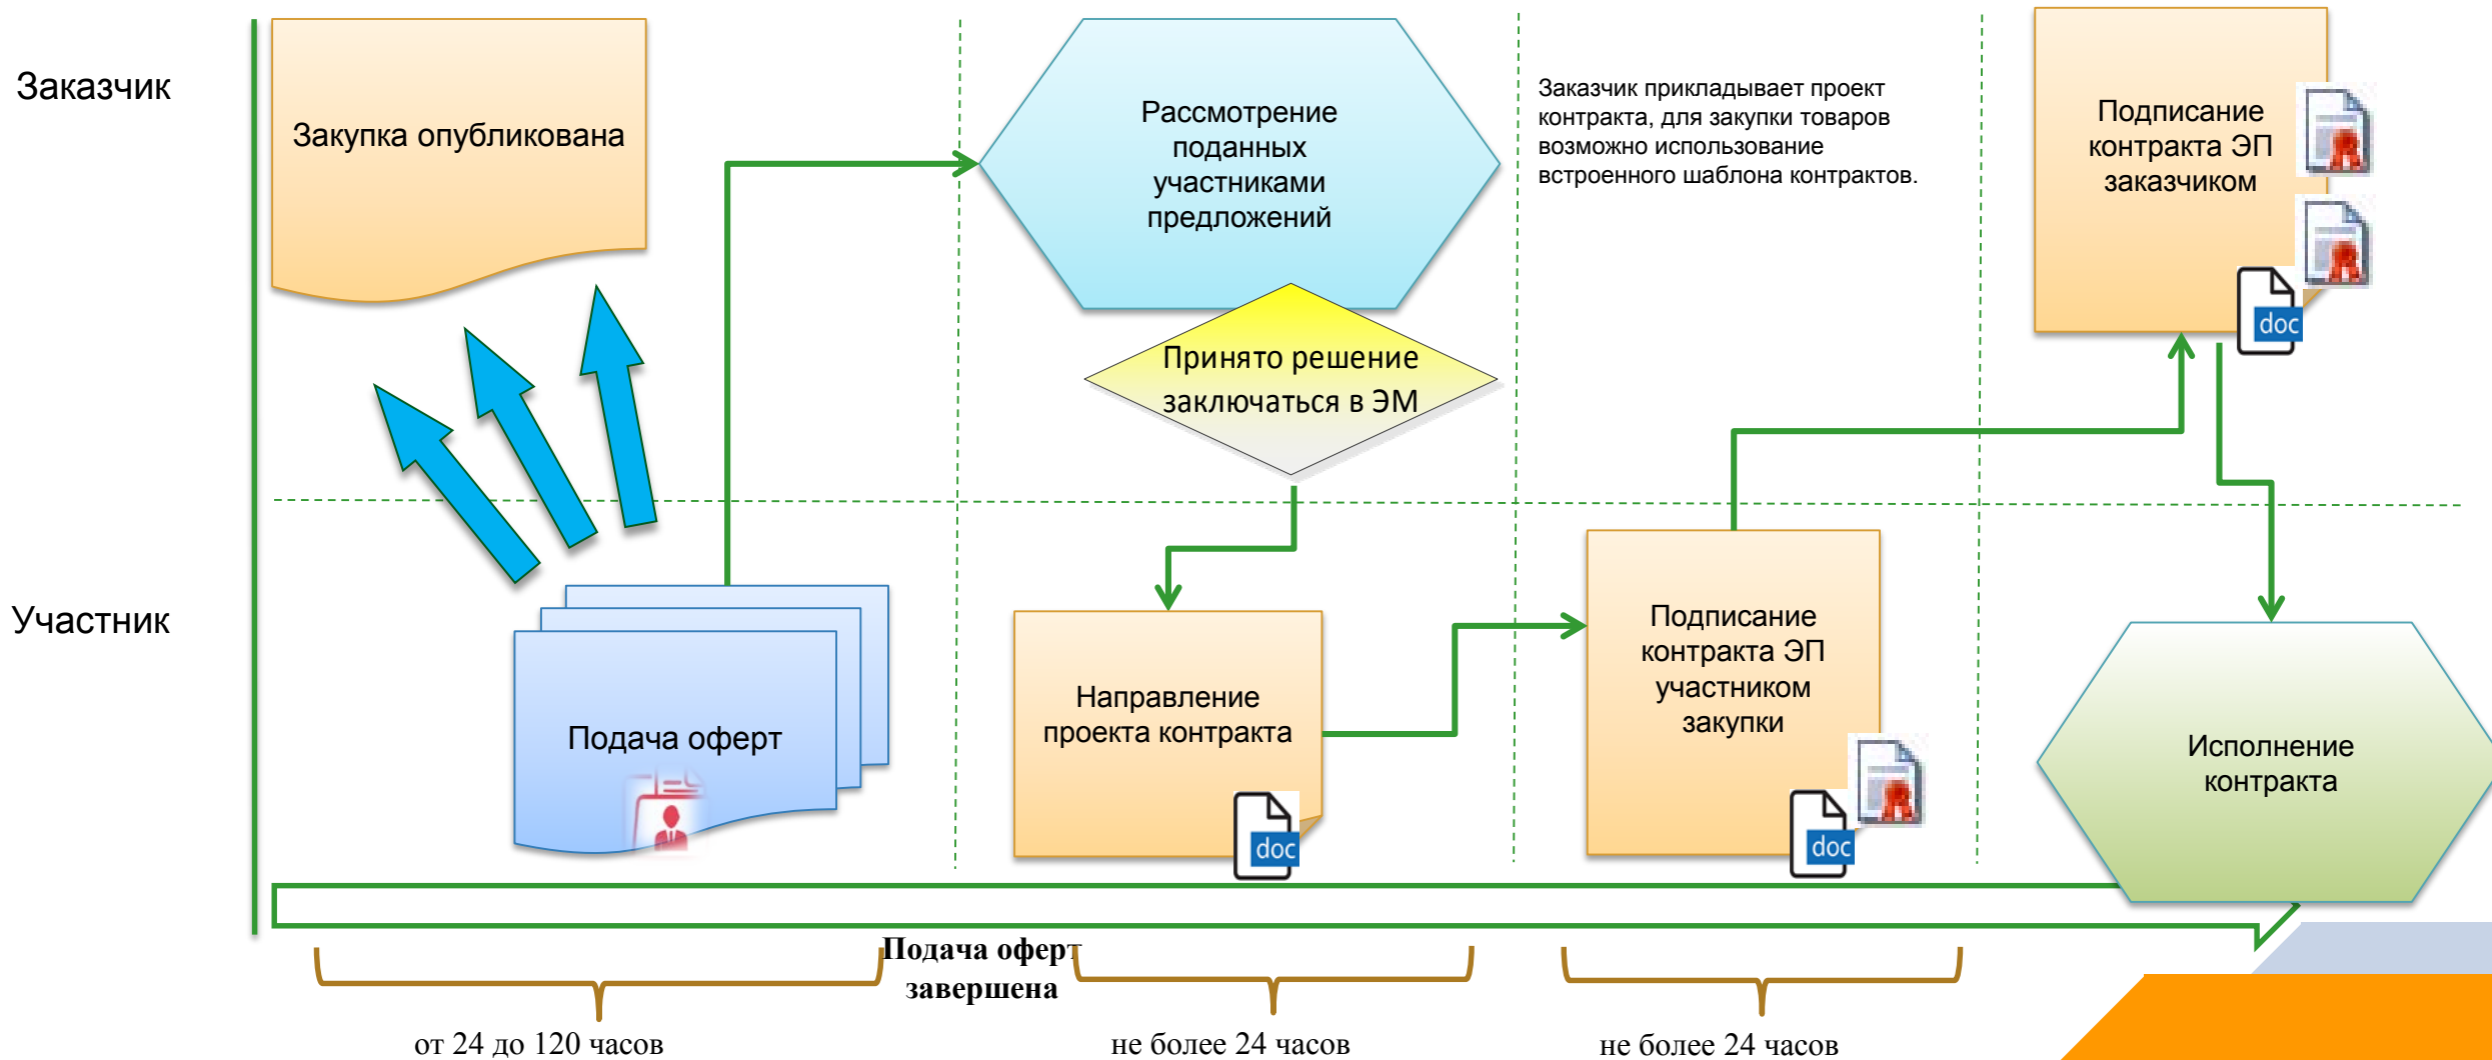 Заказчик
Закупка опубликована
Рассмотрение
поданных
участниками
предложений
Заказчик прикладывает проект
контракта, для закупки товаров
возможно использование
встроенного шаблона контрактов.
Подписание
контракта ЭП
заказчиком
doc
Принято решение
заключаться в ЭМ
Участник
Подача оферт
Направление
проекта контракта
doc
Подписание
контракта ЭП
участником
закупки
doc
Исполнение
контракта
Подача оферт
завершена
от 24 до 120 часов
не более 24 часов
не более 24 часов